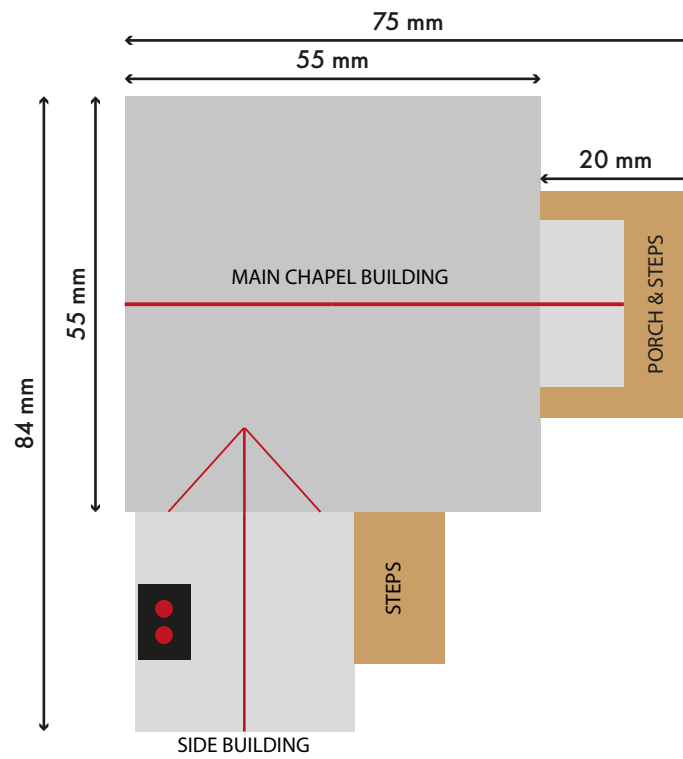 75 mm
55 mm
20 mm
MAIN CHAPEL BUILDING
PORCH & STEPS
55 mm
84 mm
STEPS
SIDE BUILDING